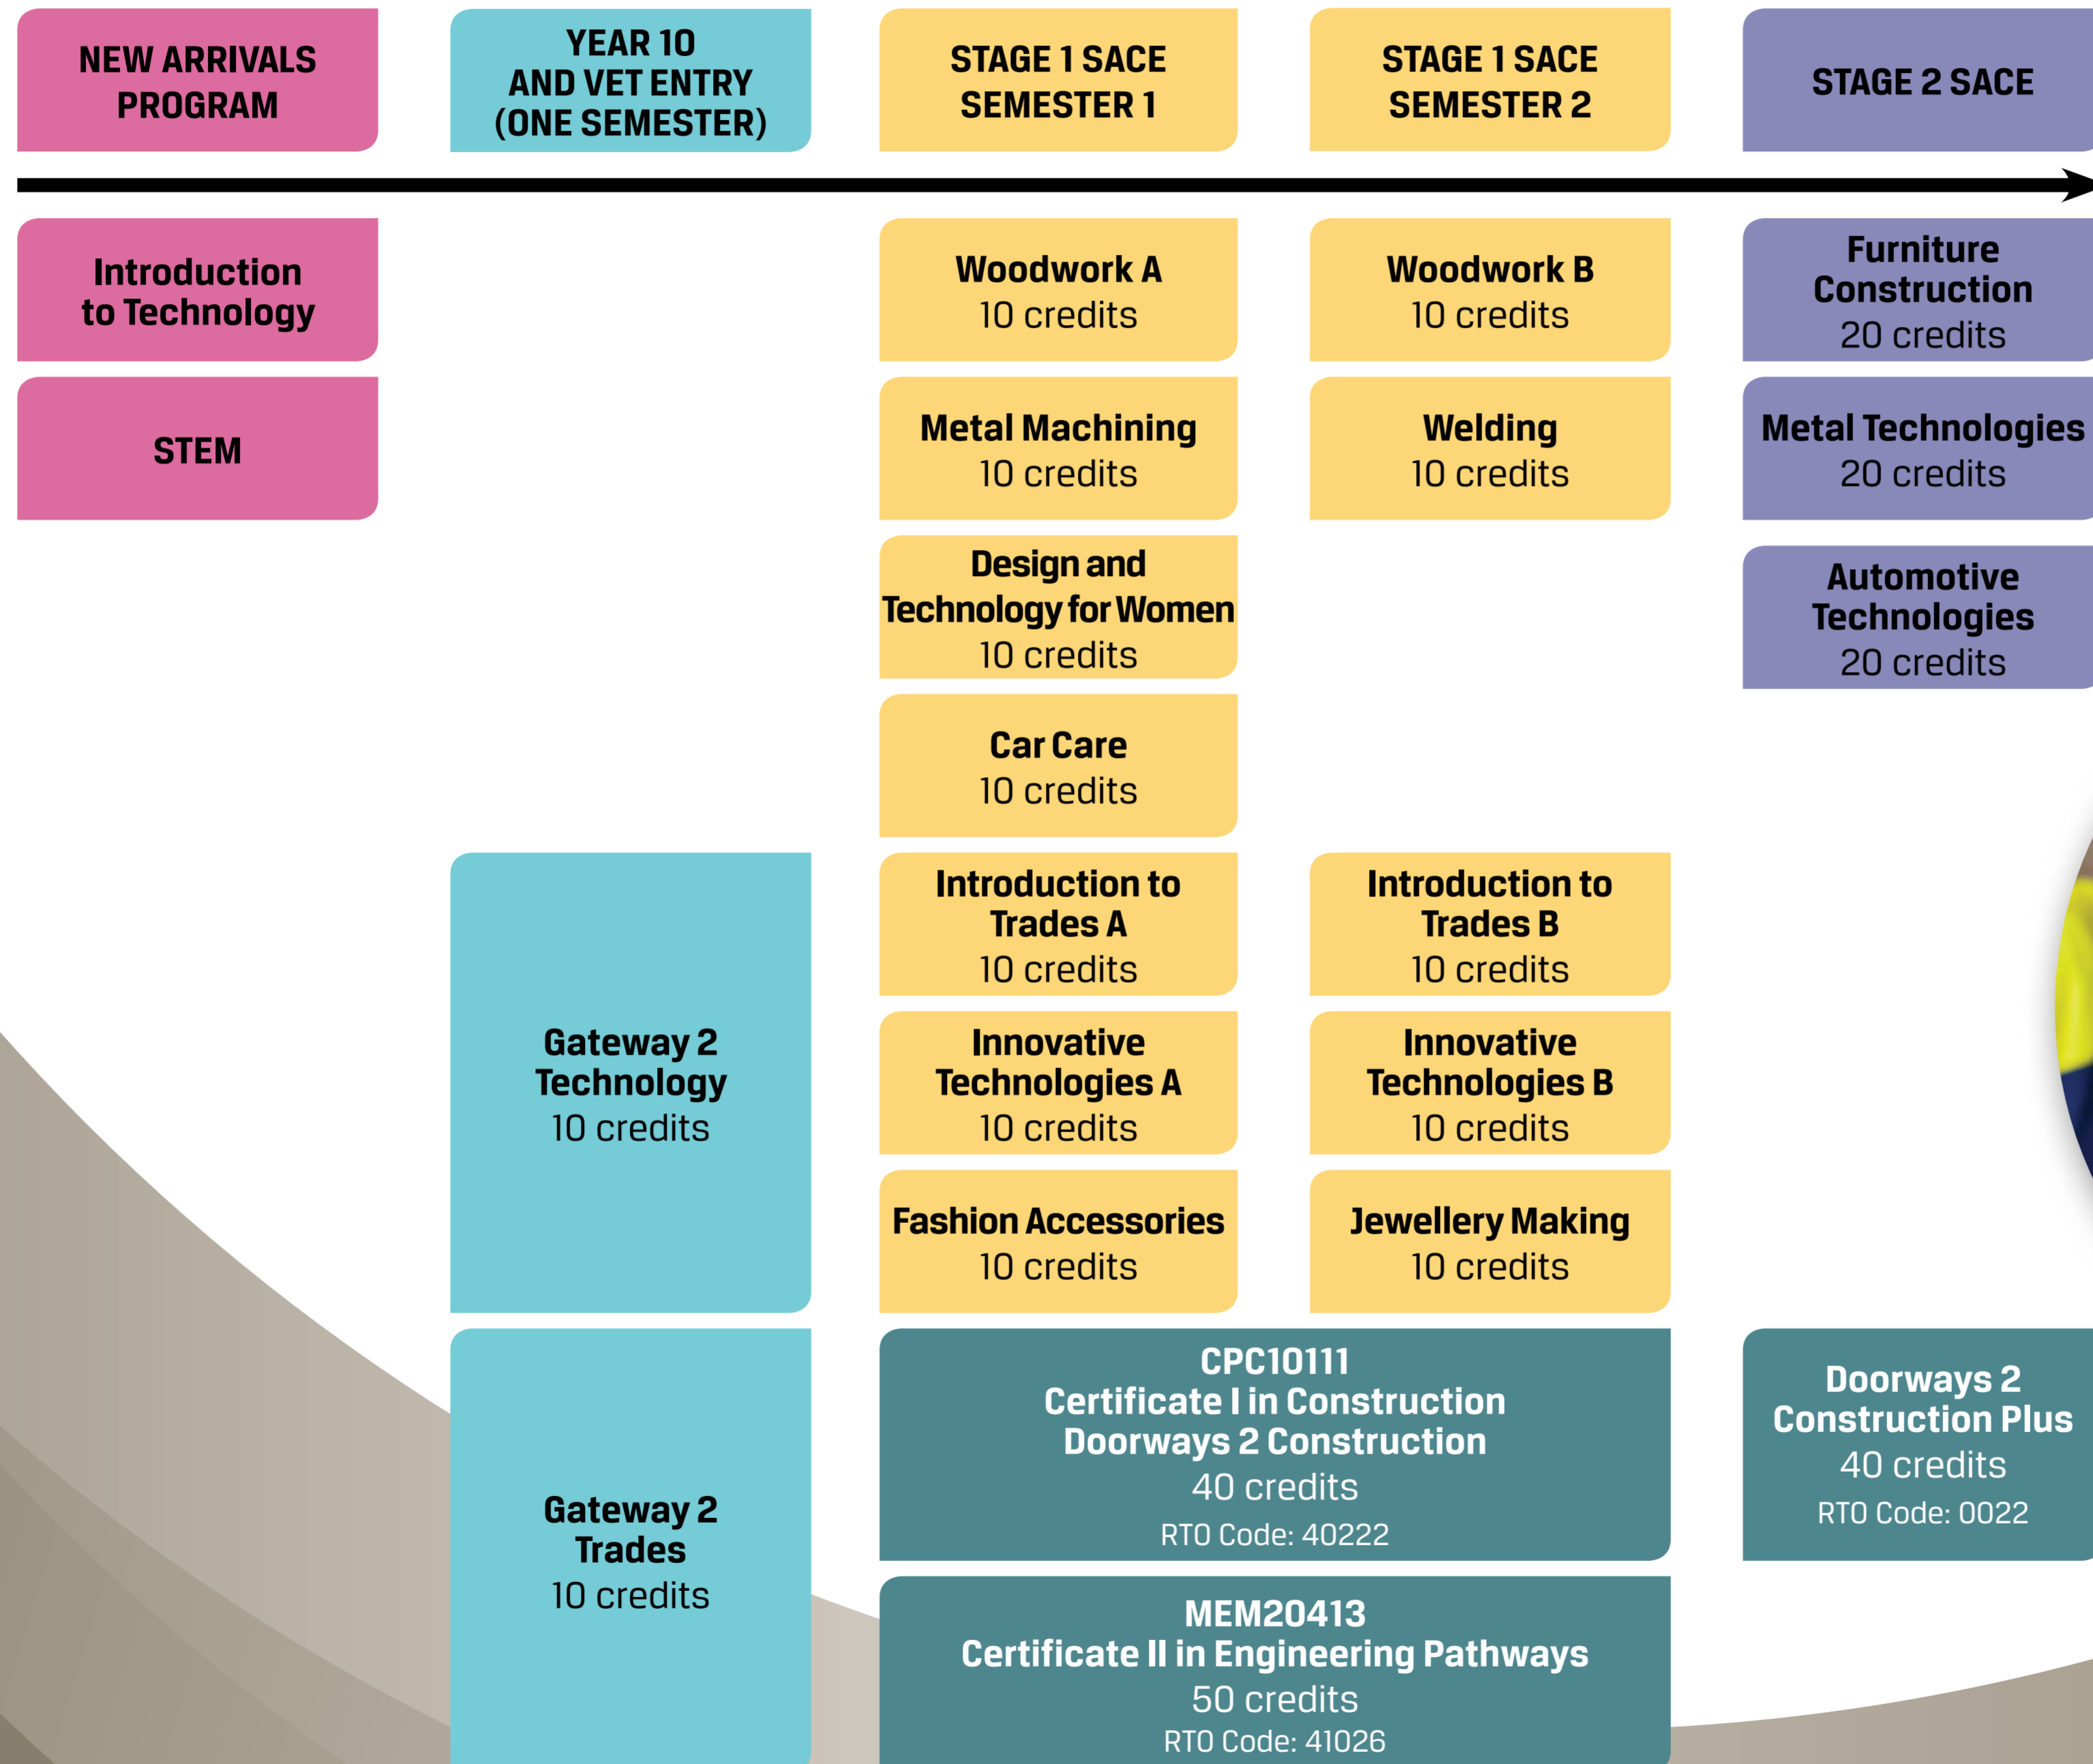 NEW ARRIVALS
PROGRAM
YEAR 10
AND VET ENTRY
(ONE SEMESTER)
STAGE 1 SACE
SEMESTER 1
STAGE 1 SACE
SEMESTER 2
STAGE 2 SACE
Introduction
to Technology
Woodwork A
10 credits
Woodwork B
10 credits
Furniture
Construction
20 credits
STEM
Metal Machining
10 credits
Welding
10 credits
Metal Technologies
20 credits
Design and
Technology for Women
10 credits
Automotive
Technologies
20 credits
Car Care
10 credits
Gateway 2
Technology
10 credits
Introduction to
Trades A
10 credits
Introduction to
Trades B
10 credits
Innovative
Technologies A
10 credits
Innovative
Technologies B
10 credits
Fashion Accessories
10 credits
Jewellery Making
10 credits
Gateway 2
Trades
10 credits
CPC10111
Certificate I in Construction
Doorways 2 Construction
40 credits
RTO Code: 40222
Doorways 2
Construction Plus
40 credits
RTO Code: 0022
MEM20413
Certificate II in Engineering Pathways
50 credits
RTO Code: 41026